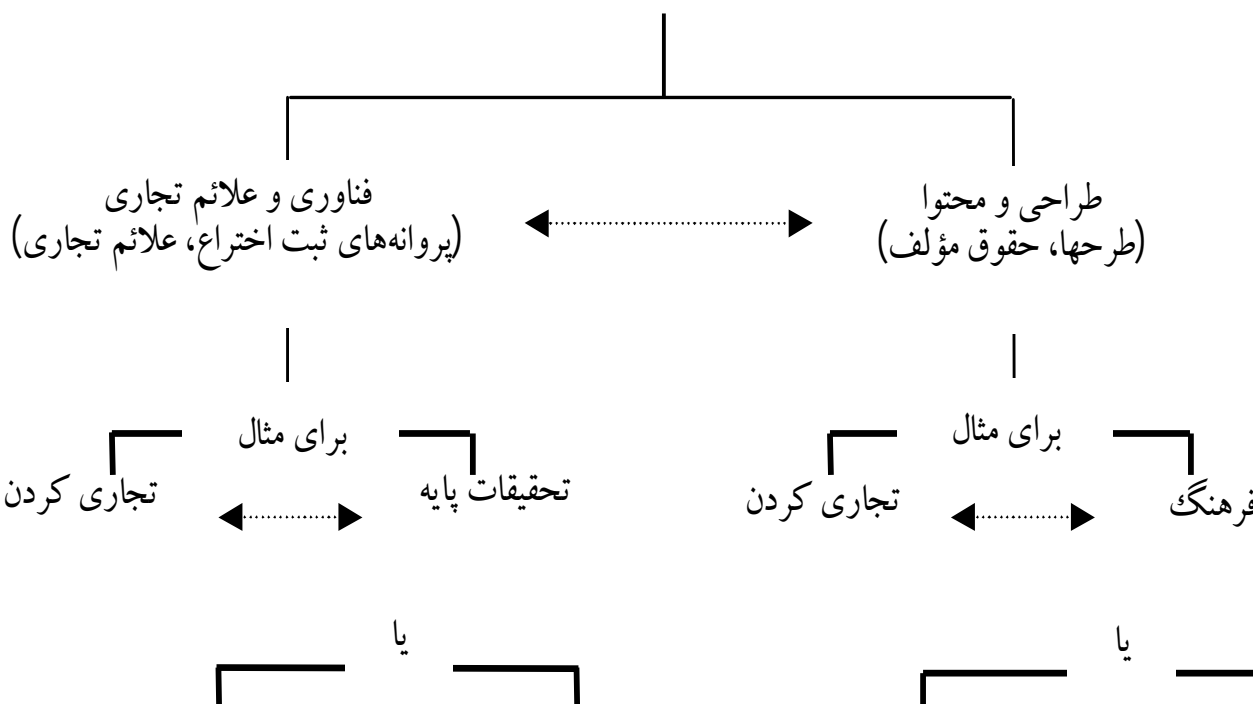 طراحی و محتوا
(طرحها، حقوق مؤلف)
فناوری و علائم تجاری
(پروانه‌های ثبت اختراع، علائم تجاری)
برای مثال
فرهنگ
تجاری کردن
برای مثال
تحقیقات پایه
تجاری کردن
یا
یا